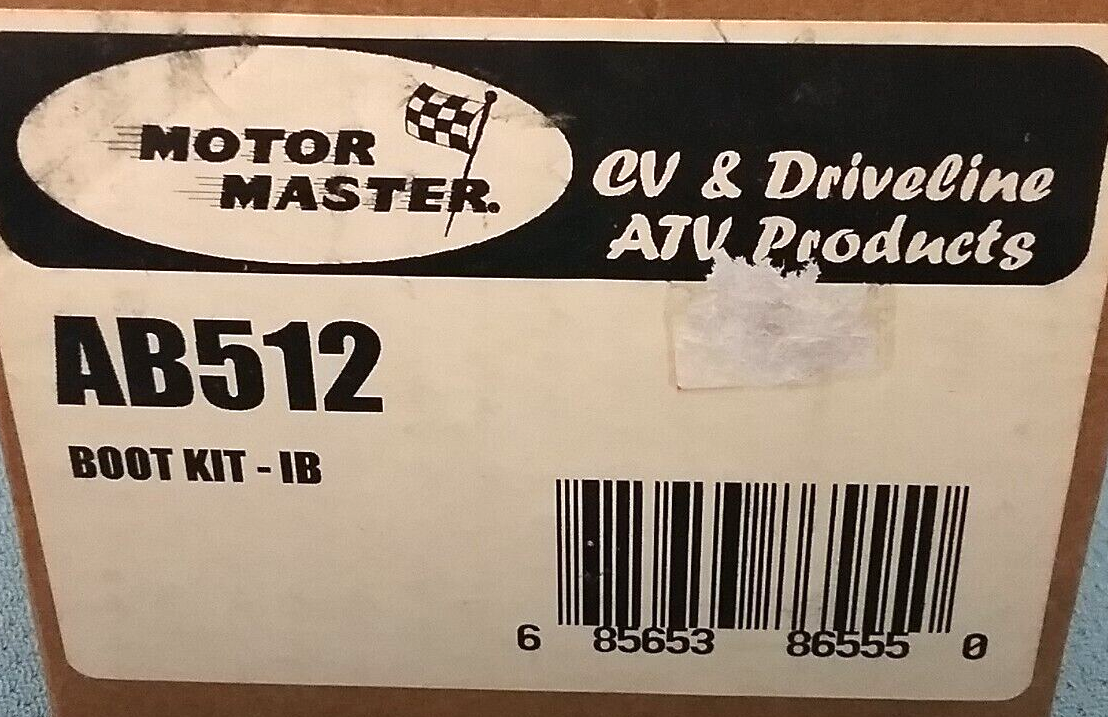 MOTOR
MASTER.
CV & Driveline
ATV Products
AB512
BOOT KIT - IB
6 85653 86555 0